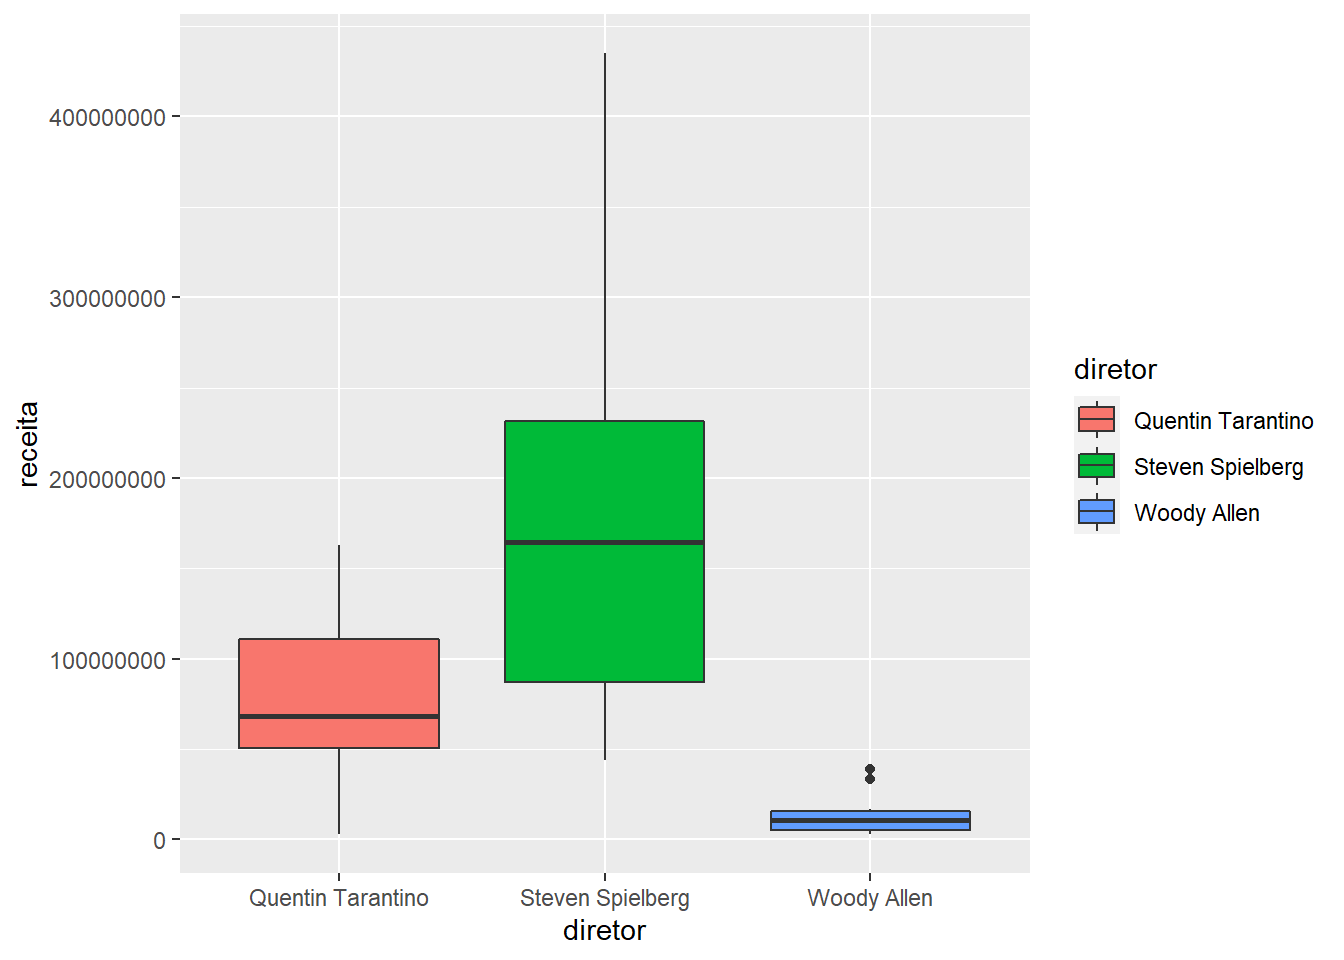 400000000
300000000
200000000
100000000
0
receita
Quentin Tarantino
Steven Spielberg
Woody Allen
diretor
diretor
Quentin Tarantino
Steven Spielberg
Woody Allen